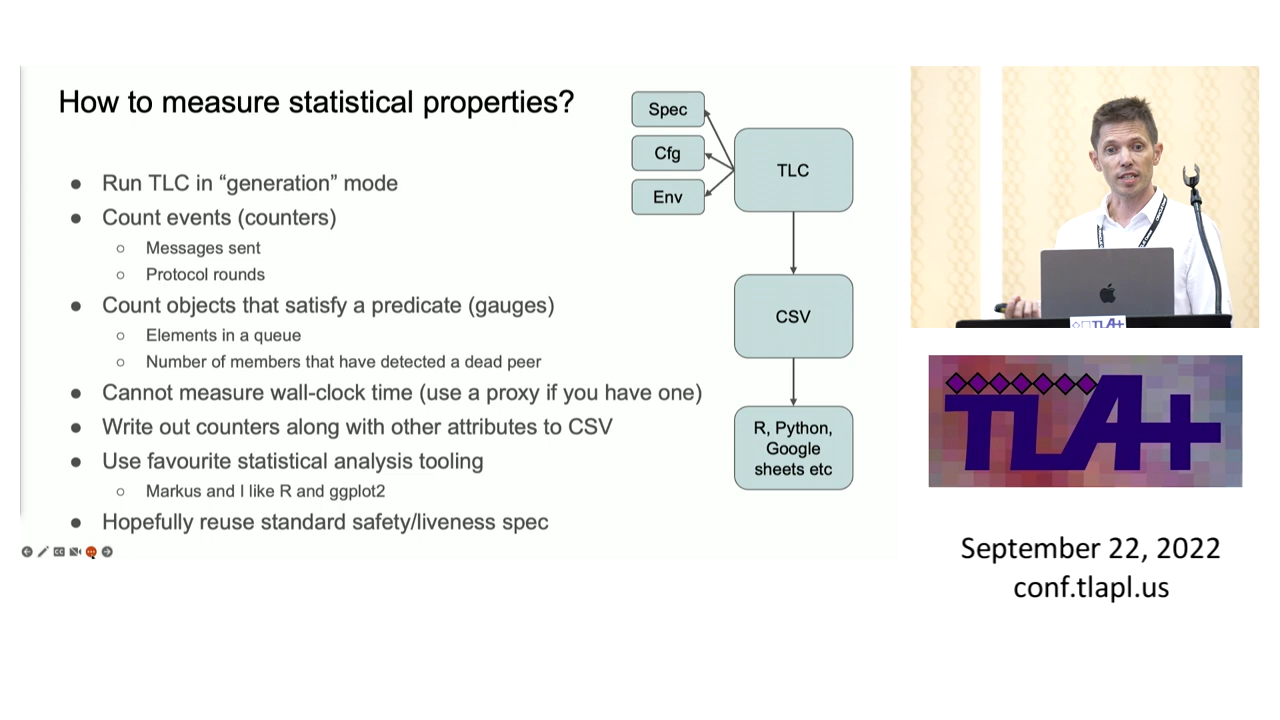 How to measure statistical properties?
● Run TLC in “generation” mode
● Count events (counters)
○ Messages sent
○ Protocol rounds
● Count objects that satisfy a predicate (gauges)
○ Elements in a queue
○ Number of members that have detected a dead peer
● Cannot measure wall-clock time (use a proxy if you have one)
● Write out counters along with other attributes to CSV
● Use favourite statistical analysis tooling
○ Markus and I like R and ggplot2
● Hopefully reuse standard safety/liveness spec
Spec
Cfg
Env
TLC
CSV
R, Python,
Google
sheets etc
TLA+
TLA+
September 22, 2022
conf.tlapl.us